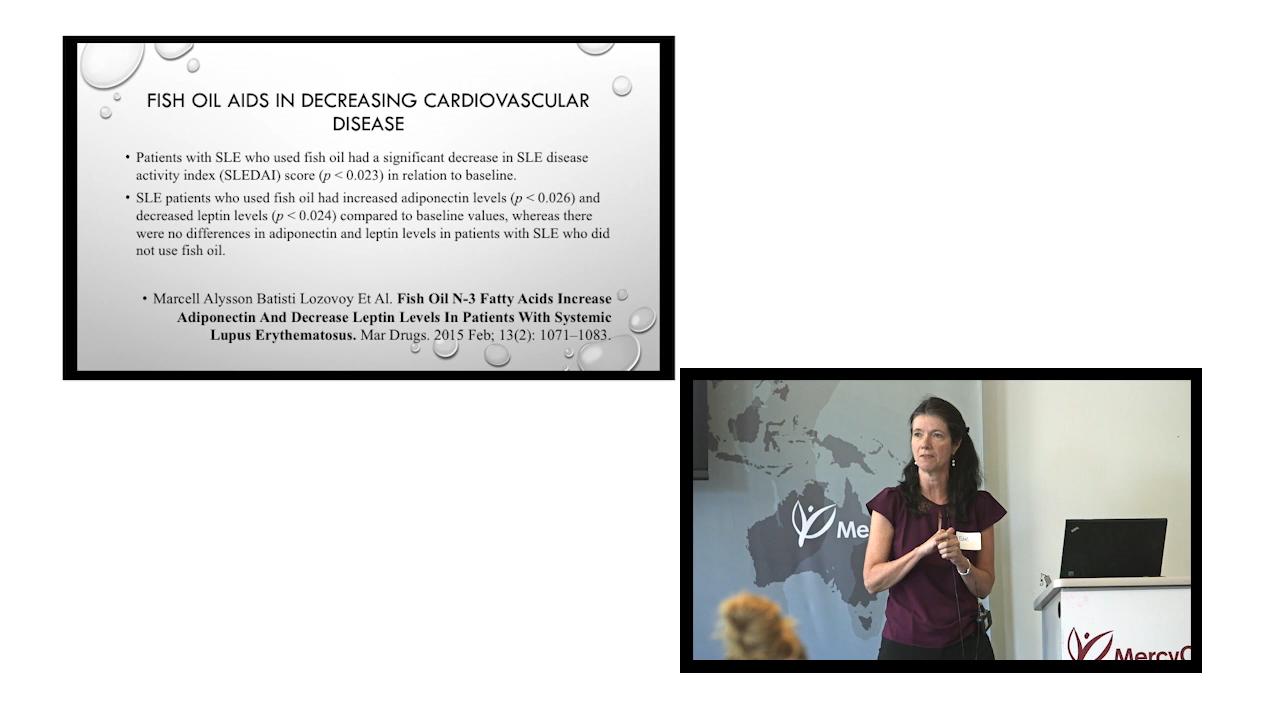 FISH OIL AIDS IN DECREASING CARDIOVASCULAR
DISEASE
• Patients with SLE who used fish oil had a significant decrease in SLE disease
activity index (SLEDAI) score (p < 0.023) in relation to baseline.
• SLE patients who used fish oil had increased adiponectin levels (p < 0.026) and
decreased leptin levels (p < 0.024) compared to baseline values, whereas there
were no differences in adiponectin and leptin levels in patients with SLE who did
not use fish oil.
• Marcell Alysson Batisti Lozovoy Et Al. Fish Oil N-3 Fatty Acids Increase
Adiponectin And Decrease Leptin Levels In Patients With Systemic
Lupus Erythematosus. Mar Drugs. 2015 Feb; 13(2): 1071–1083.
Me
MercyC